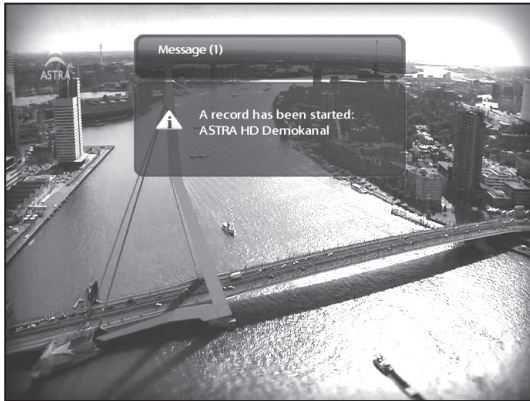 Message (1)
ASTRA
A record has been started:
ASTRA HD Demokanal